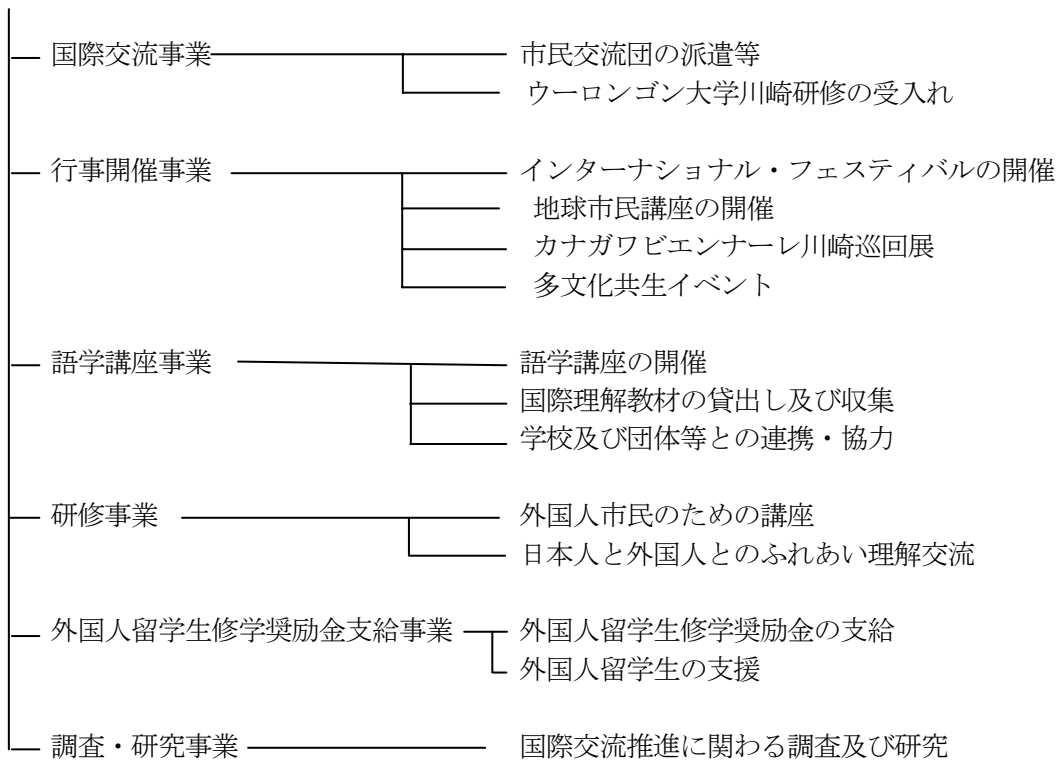 国際交流事業 市民交流団の派遣等
ウーロンゴン大学川崎研修の受入れ
行事開催事業 インターナショナル・フェスティバルの開催
地球市民講座の開催
カナガワビエンナーレ川崎巡回展
多文化共生イベント
語学講座事業 語学講座の開催
国際理解教材の貸出し及び収集
学校及び団体等との連携・協力
研修事業 外国人市民のための講座
日本人と外国人とのふれあい理解交流
外国人留学生修学奨励金支給事業 外国人留学生修学奨励金の支給
外国人留学生の支援
調査・研究事業 国際交流推進に関わる調査及び研究